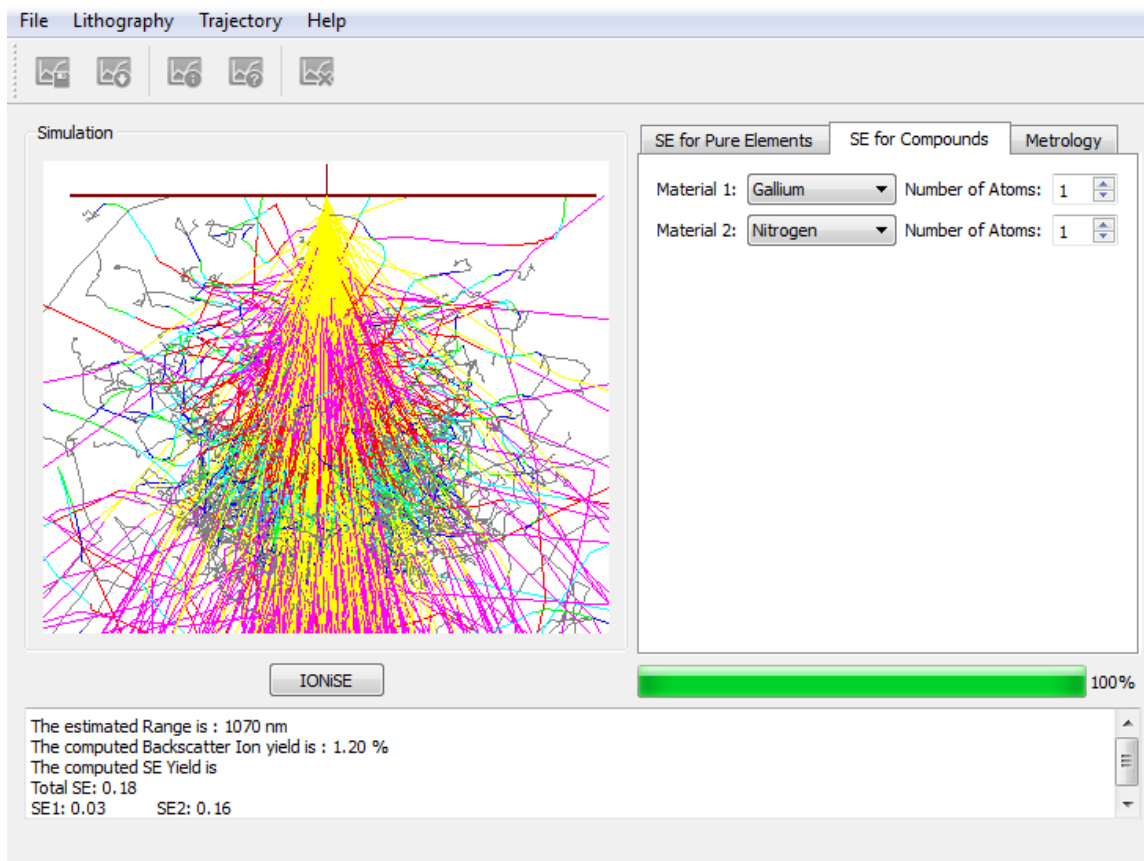 File Lithography Trajectory Help
Simulation
SE for Pure Elements SE for Compounds Metrology
Material 1: Gallium Number of Atoms: 1
Material 2: Nitrogen Number of Atoms: 1
IONiSE
100%
The estimated Range is : 1070 nm
The computed Backscatter Ion yield is : 1.20 %
The computed SE Yield is
Total SE: 0.18
SE1: 0.03 SE2: 0.16